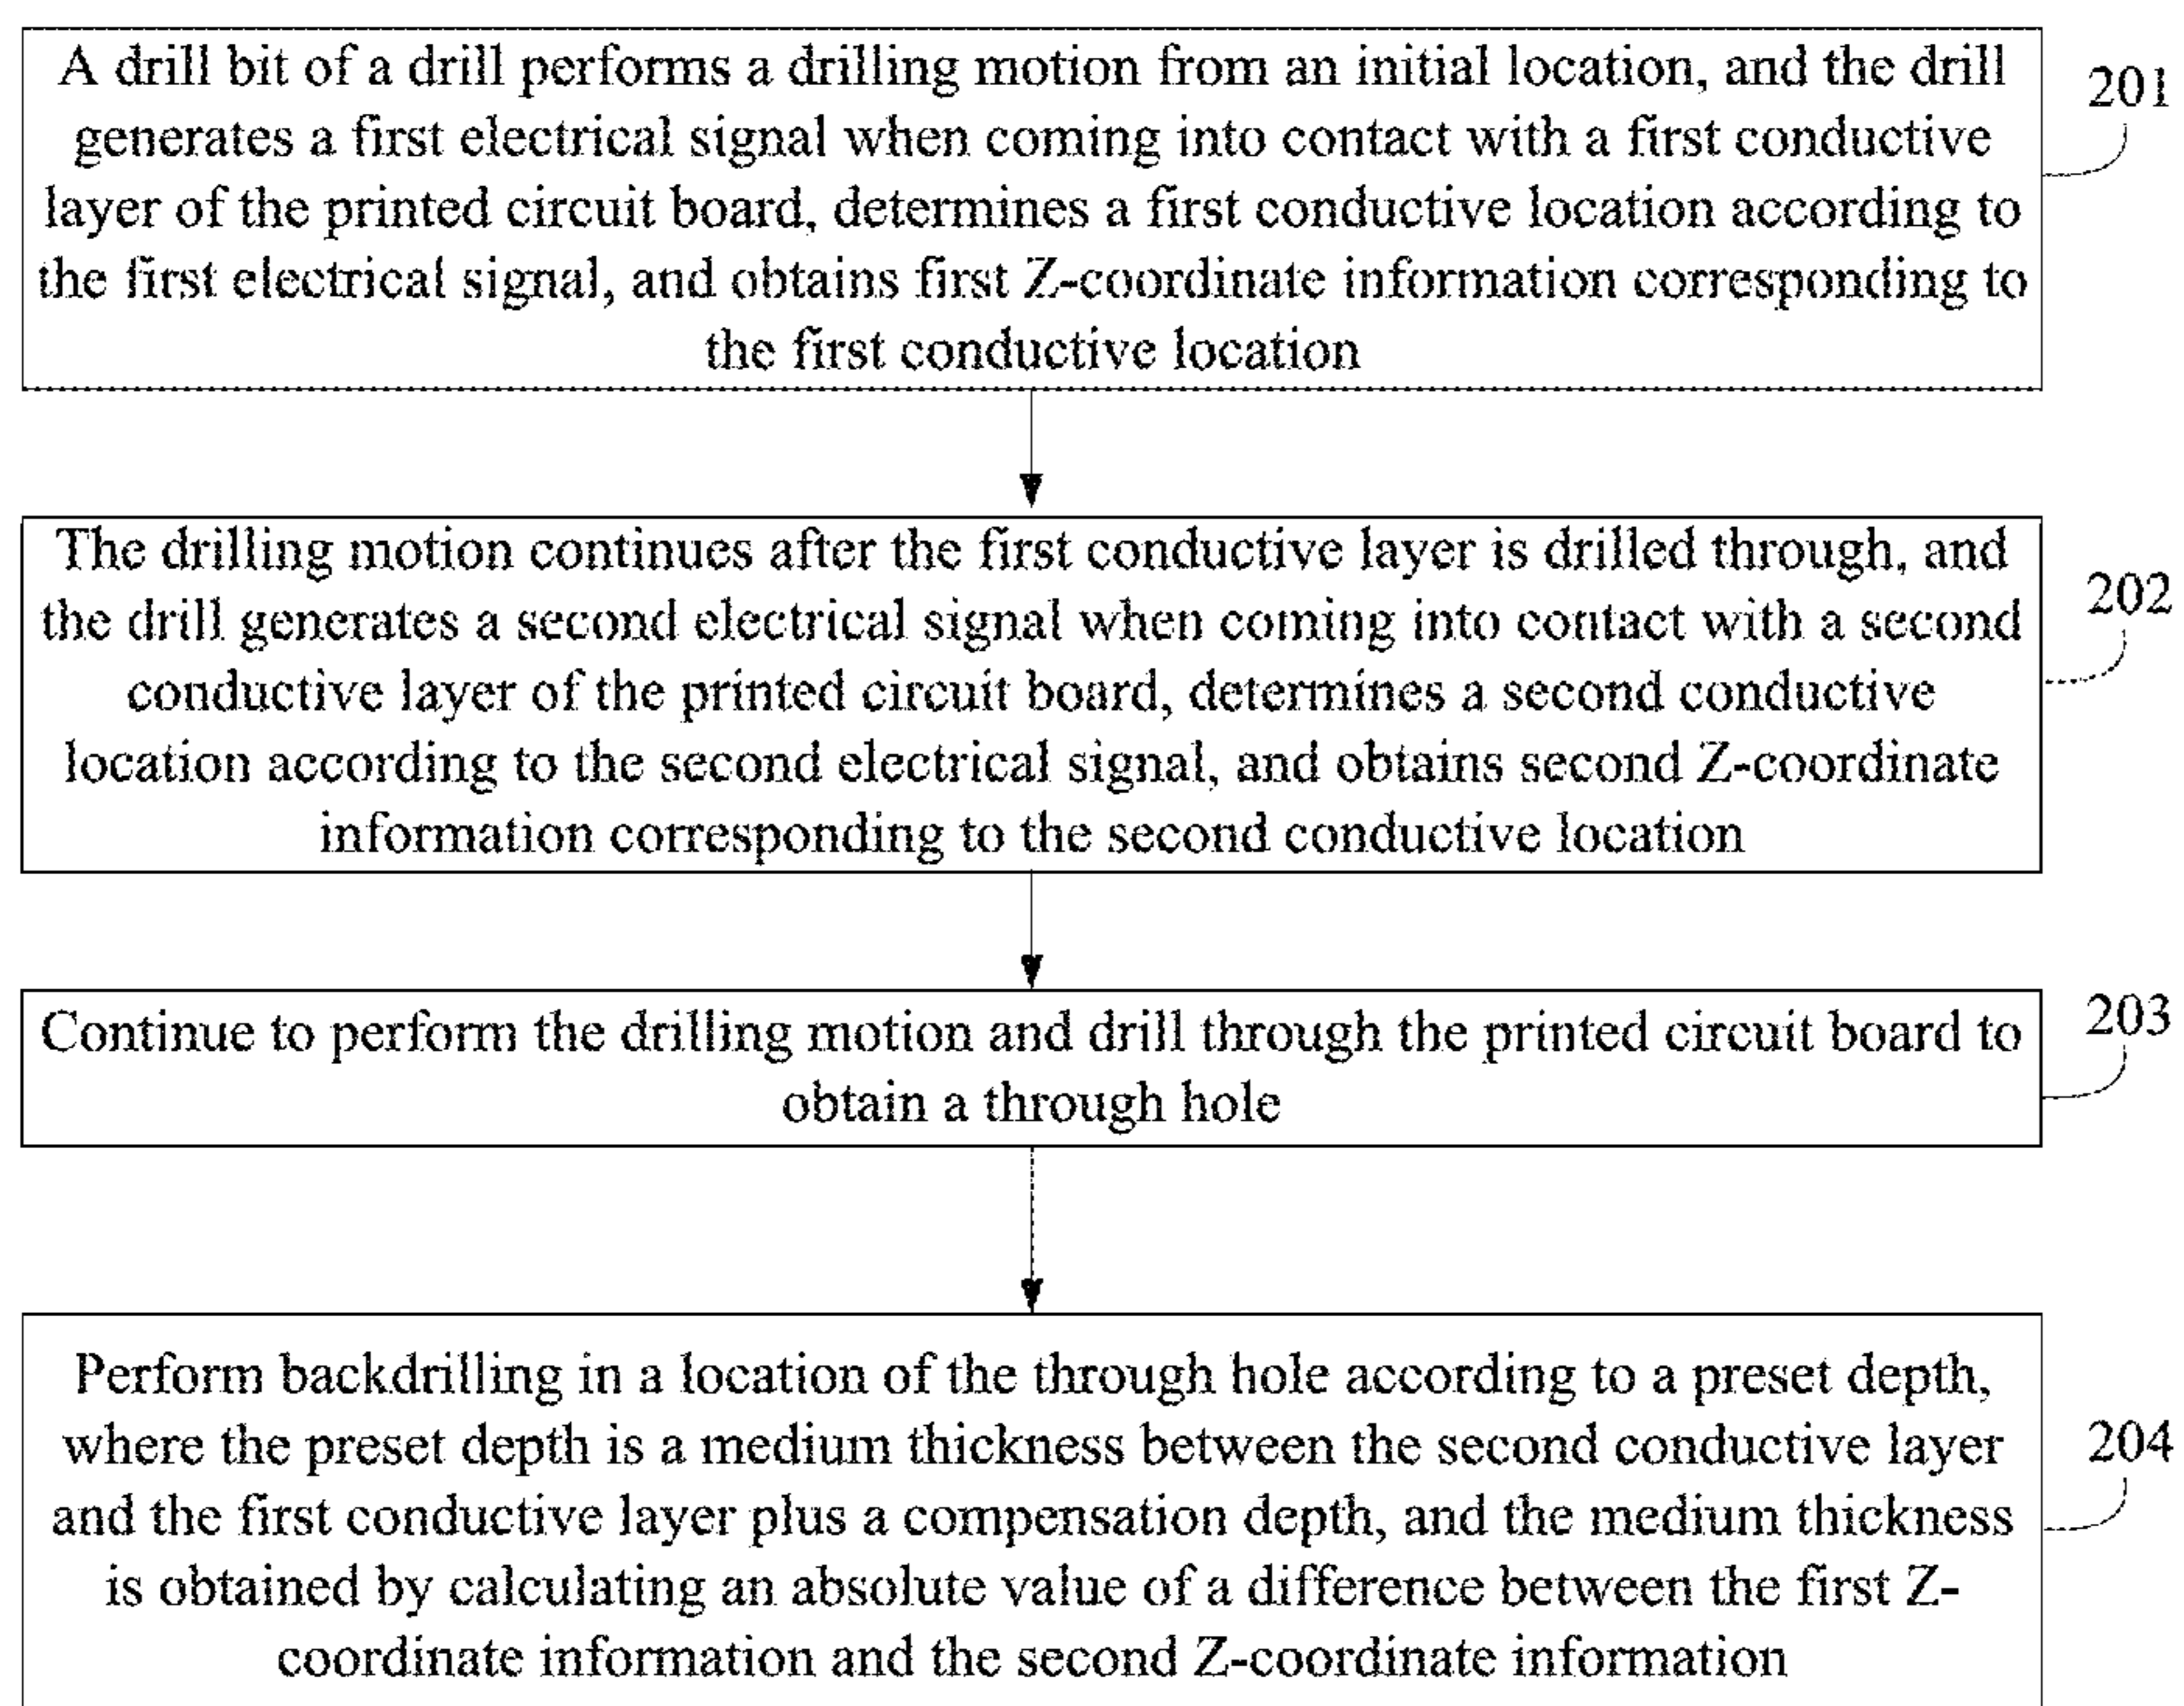 A drill bit of a drill performs a drilling motion from an initial location, and the drill
generates a first electrical signal when coming into contact with a first conductive
layer of the printed circuit board, determines a first conductive location according to
the first electrical signal, and obtains first Z-coordinate information corresponding to
the first conductive location
201
The drilling motion continues after the first conductive layer is drilled through, and
the drill generates a second electrical signal when coming into contact with a second
conductive layer of the printed circuit board, determines a second conductive
location according to the second electrical signal, and obtains second Z-coordinate
information corresponding to the second conductive location
202
Continue to perform the drilling motion and drill through the printed circuit board to
obtain a through hole
203
Perform backdrilling in a location of the through hole according to a preset depth,
where the preset depth is a medium thickness between the second conductive layer
and the first conductive layer plus a compensation depth, and the medium thickness
is obtained by calculating an absolute value of a difference between the first Z-
coordinate information and the second Z-coordinate information
204